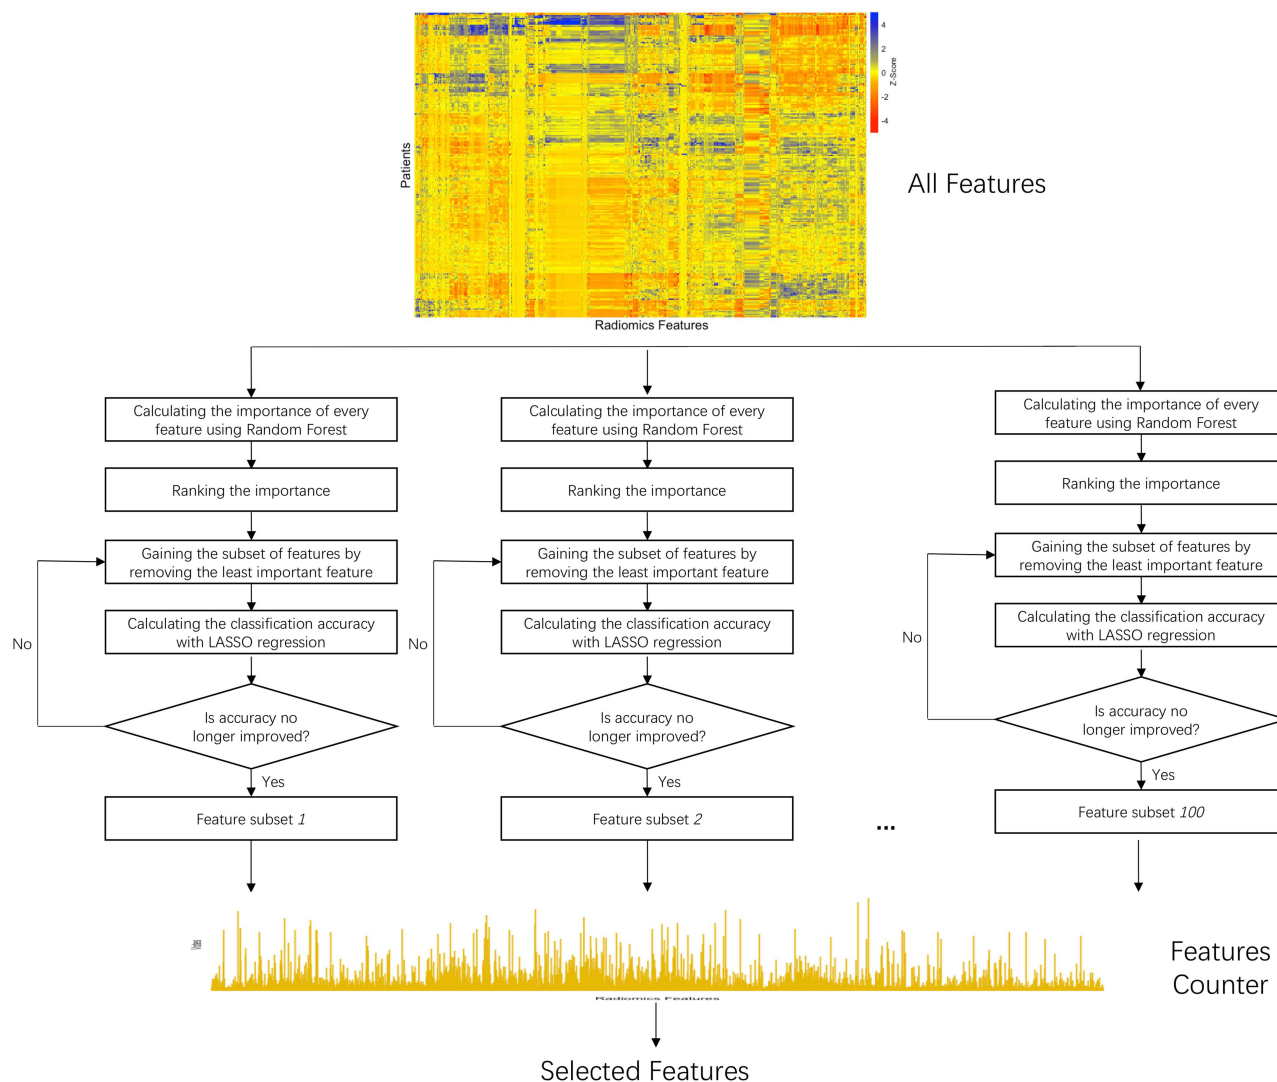 4
2
0
-2
-4
Z-Score
Patients
Radiomics Features
All Features
Calculating the importance of every
feature using Random Forest
Ranking the importance
Gaining the subset of features by
removing the least important feature
Calculating the classification accuracy
with LASSO regression
No
Is accuracy no
longer improved?
Yes
Feature subset 1
Calculating the importance of every
feature using Random Forest
Ranking the importance
Gaining the subset of features by
removing the least important feature
Calculating the classification accuracy
with LASSO regression
No
Is accuracy no
longer improved?
Yes
Feature subset 2
...
Calculating the importance of every
feature using Random Forest
Ranking the importance
Gaining the subset of features by
removing the least important feature
Calculating the classification accuracy
with LASSO regression
No
Is accuracy no
longer improved?
Yes
Feature subset 100
Radiomics Features
Features
Counter
Selected Features